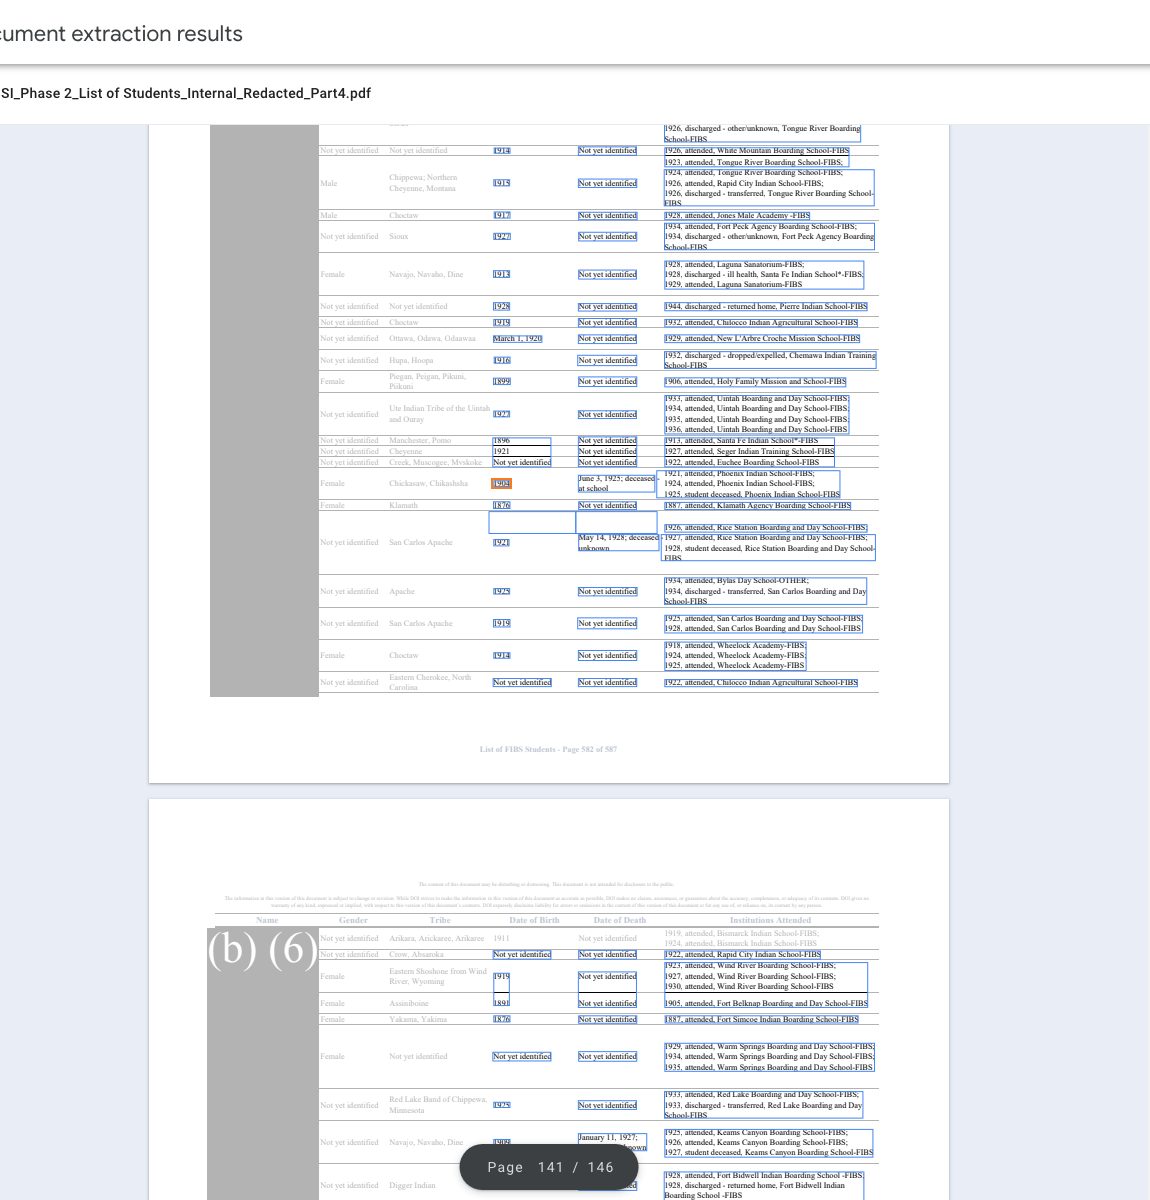 cument extraction results
SI_Phase 2_List of Students_Internal_Redacted_Part4.pdf
1926, discharged - other/unknown, Tongue River Boarding
School-FIBS
Not yet identified Not yet identified 1914 Not yet identified 1926, attended, White Mountain Boarding School-FIBS
1923, attended, Tongue River Boarding School-FIBS;
1924, attended, Tongue River Boarding School-FIBS;
Male Chippewa; Northern Cheyenne, Montana 1915 Not yet identified 1926, attended, Rapid City Indian School-FIBS;
1926, discharged - transferred, Tongue River Boarding School-
FIBS
Male Choctaw 1917 Not yet identified 1928, attended, Jones Male Academy -FIBS
1934, attended, Fort Peck Agency Boarding School-FIBS;
Not yet identified Sioux 1927 Not yet identified 1934, discharged - other/unknown, Fort Peck Agency Boarding
School-FIBS
1928, attended, Laguna Sanatorium-FIBS;
Female Navajo, Navaho, Dine 1913 Not yet identified 1928, discharged - ill health, Santa Fe Indian School*-FIBS;
1929, attended, Laguna Sanatorium-FIBS
Not yet identified Not yet identified 1928 Not yet identified 1944, discharged - returned home, Pierre Indian School-FIBS
Not yet identified Choctaw 1919 Not yet identified 1932, attended, Chilocco Indian Agricultural School-FIBS
Not yet identified Ottawa, Odawa, Odaawaa March 1, 1920 Not yet identified 1929, attended, New L'Arbre Croche Mission School-FIBS
Not yet identified Hupa, Hoopa 1916 Not yet identified 1932, discharged - dropped/expelled, Chemawa Indian Training
School-FIBS
Female Piegan, Peigan, Pikuni, Piikuni 1899 Not yet identified 1906, attended, Holy Family Mission and School-FIBS
1933, attended, Uintah Boarding and Day School-FIBS;
Not yet identified Ute Indian Tribe of the Uintah and Ouray 1927 Not yet identified 1934, attended, Uintah Boarding and Day School-FIBS;
1935, attended, Uintah Boarding and Day School-FIBS;
1936, attended, Uintah Boarding and Day School-FIBS
Not yet identified Manchester, Pomo 1896 Not yet identified 1913, attended, Santa Fe Indian School*-FIBS
Not yet identified Cheyenne 1921 Not yet identified 1927, attended, Seger Indian Training School-FIBS
Not yet identified Creek, Muscogee, Mvskoke Not yet identified Not yet identified 1922, attended, Euchee Boarding School-FIBS
1921, attended, Phoenix Indian School-FIBS;
Female Chickasaw, Chikashsha 1904 June 3, 1925; deceased - at school 1924, attended, Phoenix Indian School-FIBS;
1925, student deceased, Phoenix Indian School-FIBS
Female Klamath 1876 Not yet identified 1887, attended, Klamath Agency Boarding School-FIBS
1926, attended, Rice Station Boarding and Day School-FIBS;
Not yet identified San Carlos Apache 1921 May 14, 1928; deceased - unknown 1927, attended, Rice Station Boarding and Day School-FIBS;
1928, student deceased, Rice Station Boarding and Day School-
FIBS
1934, attended, Bylas Day School-OTHER;
Not yet identified Apache 1925 Not yet identified 1934, discharged - transferred, San Carlos Boarding and Day
School-FIBS
Not yet identified San Carlos Apache 1919 Not yet identified 1925, attended, San Carlos Boarding and Day School-FIBS;
1928, attended, San Carlos Boarding and Day School-FIBS
1918, attended, Wheelock Academy-FIBS;
Female Choctaw 1914 Not yet identified 1924, attended, Wheelock Academy-FIBS;
1925, attended, Wheelock Academy-FIBS
Not yet identified Eastern Cherokee, North Carolina Not yet identified Not yet identified 1922, attended, Chilocco Indian Agricultural School-FIBS
List of FIBS Students - Page 582 of 587
The content of this document may be disturbing or distressing. This document is not intended for disclosure to the public.
Name Gender Tribe Date of Birth Date of Death Institutions Attended
(b) (6)
Not yet identified Arikara, Arickaree, Arikaree 1911 Not yet identified 1919, attended, Bismarck Indian School-FIBS;
1924, attended, Bismarck Indian School-FIBS
Not yet identified Crow, Absaroka Not yet identified Not yet identified 1922, attended, Rapid City Indian School-FIBS
1923, attended, Wind River Boarding School-FIBS;
Female Eastern Shoshone from Wind River, Wyoming 1919 Not yet identified 1927, attended, Wind River Boarding School-FIBS;
1930, attended, Wind River Boarding School-FIBS
Female Assiniboine 1891 Not yet identified 1905, attended, Fort Belknap Boarding and Day School-FIBS
Female Yakama, Yakima 1876 Not yet identified 1887, attended, Fort Simcoe Indian Boarding School-FIBS
1929, attended, Warm Springs Boarding and Day School-FIBS;
Female Not yet identified Not yet identified Not yet identified 1934, attended, Warm Springs Boarding and Day School-FIBS;
1935, attended, Warm Springs Boarding and Day School-FIBS
1933, attended, Red Lake Boarding and Day School-FIBS;
Not yet identified Red Lake Band of Chippewa, Minnesota 1925 Not yet identified 1933, discharged - transferred, Red Lake Boarding and Day
School-FIBS
1925, attended, Keams Canyon Boarding School-FIBS;
Not yet identified Navajo, Navaho, Dine 1909 January 11, 1927; 1926, attended, Keams Canyon Boarding School-FIBS;
1927, student deceased, Keams Canyon Boarding School-FIBS
1928, attended, Fort Bidwell Indian Boarding School -FIBS;
Not yet identified Digger Indian 1928, discharged - returned home, Fort Bidwell Indian
Boarding School -FIBS
Page 141 / 146